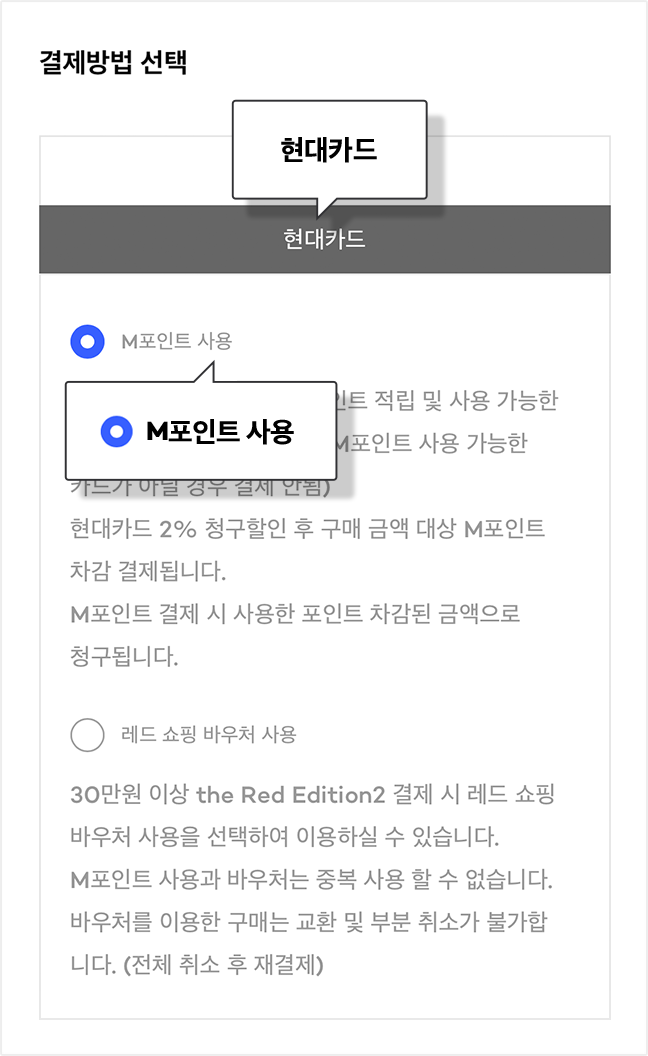 결제방법 선택
현대카드
현대카드
M포인트 사용
M포인트 사용
인트 적립 및 사용 가능한
M포인트 사용 가능한
카드가 아닐 경우 결제 안됨)
현대카드 2% 청구할인 후 구매 금액 대상 M포인트
차감 결제됩니다.
M포인트 결제 시 사용한 포인트 차감된 금액으로
청구됩니다.
레드 쇼핑 바우처 사용
30만원 이상 the Red Edition2 결제 시 레드 쇼핑
바우처 사용을 선택하여 이용하실 수 있습니다.
M포인트 사용과 바우처는 중복 사용 할 수 없습니다.
바우처를 이용한 구매는 교환 및 부분 취소가 불가합
니다. (전체 취소 후 재결제)